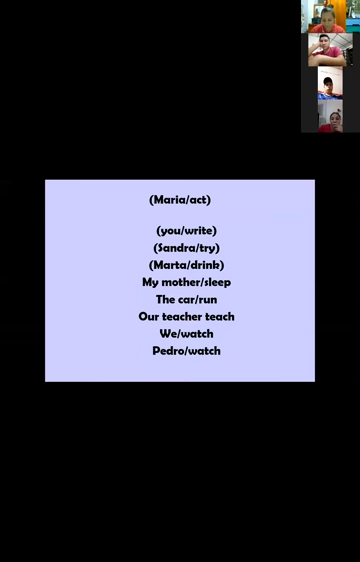 (Maria/act)
(you/write)
(Sandra/try)
(Marta/drink)
My mother/sleep
The car/run
Our teacher teach
We/watch
Pedro/watch